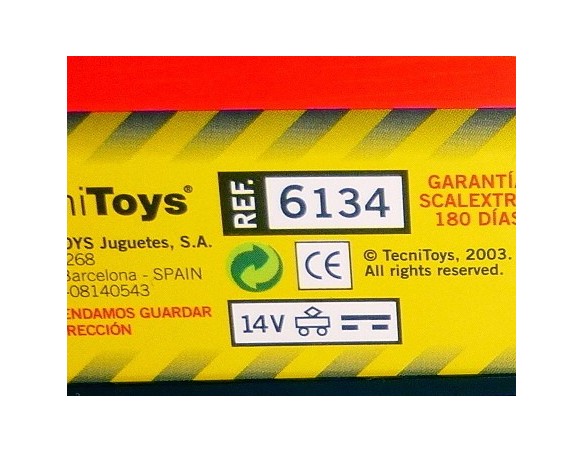 niToys®
REF. 6134
GARANTÍA
SCALEXTR
180 DÍAS
OYS Juguetes, S.A.
268
Barcelona - SPAIN
-08140543
CE
© TecniToys, 2003.
All rights reserved.
ENDAMOS GUARDAR
RECCIÓN
14V